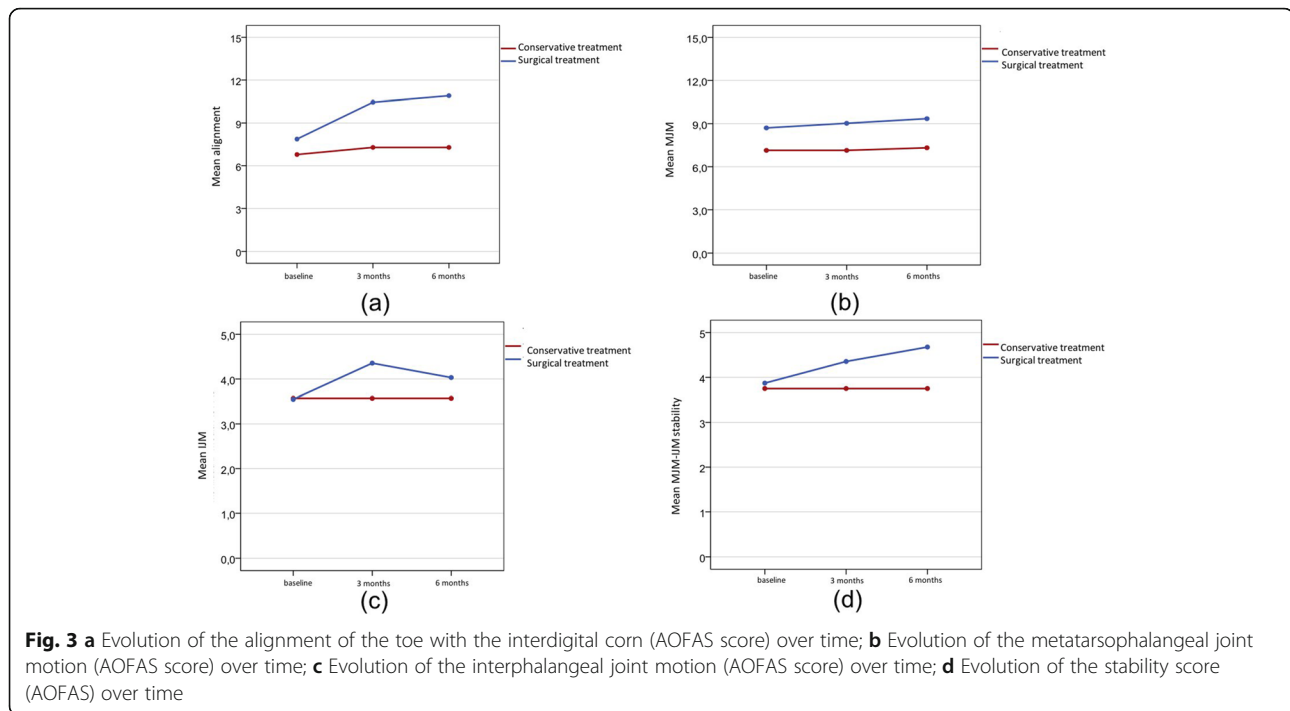 15
12
9
6
3
0
Mean alignment
baseline
3 months
6 months
Conservative treatment
Surgical treatment
(a)
15,0
12,0
9,0
6,0
3,0
0,0
Mean MJM
baseline
3 months
6 months
Conservative treatment
Surgical treatment
(b)
5,0
4,0
3,0
2,0
1,0
0,0
Mean IJM
baseline
3 months
6 months
Conservative treatment
Surgical treatment
(c)
5
4
3
2
1
0
Mean MJM-IJM stability
baseline
3 months
6 months
Conservative treatment
Surgical treatment
(d)
Fig. 3 a Evolution of the alignment of the toe with the interdigital corn (AOFAS score) over time; b Evolution of the metatarsophalangeal joint
motion (AOFAS score) over time; c Evolution of the interphalangeal joint motion (AOFAS score) over time; d Evolution of the stability score
(AOFAS) over time